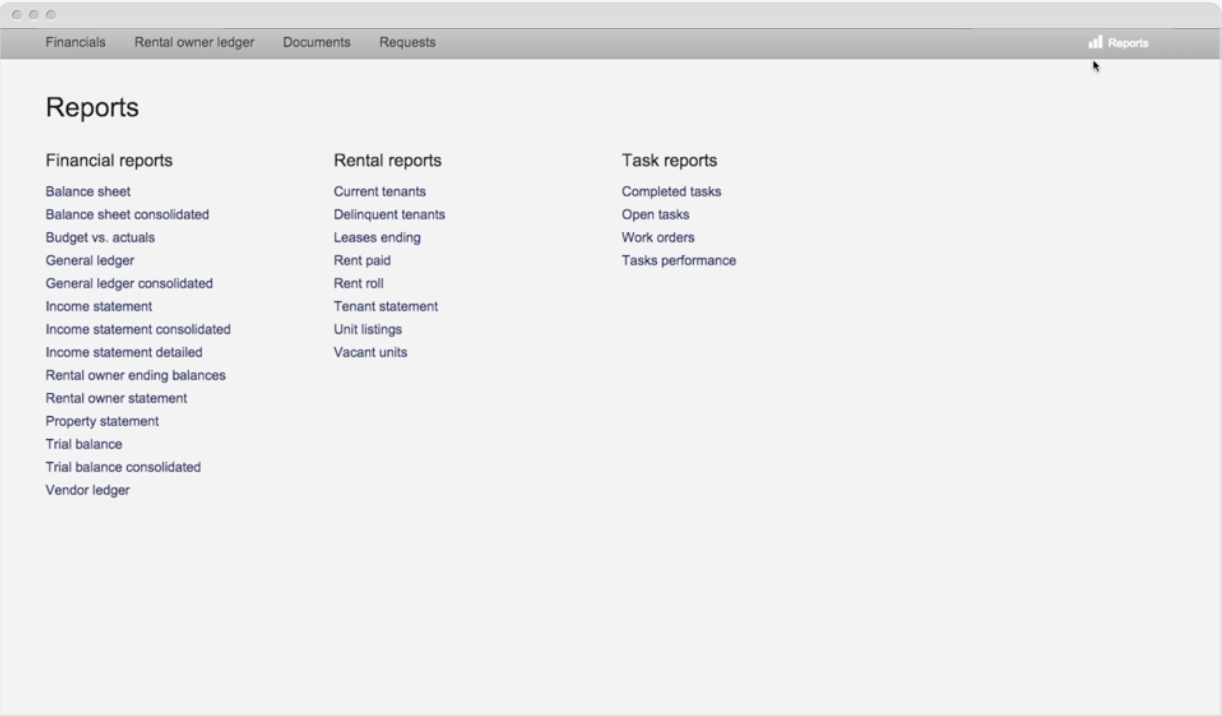 Financials Rental owner ledger Documents Requests Reports
Reports
Financial reports
Balance sheet
Balance sheet consolidated
Budget vs. actuals
General ledger
General ledger consolidated
Income statement
Income statement consolidated
Income statement detailed
Rental owner ending balances
Rental owner statement
Property statement
Trial balance
Trial balance consolidated
Vendor ledger
Rental reports
Current tenants
Delinquent tenants
Leases ending
Rent paid
Rent roll
Tenant statement
Unit listings
Vacant units
Task reports
Completed tasks
Open tasks
Work orders
Tasks performance